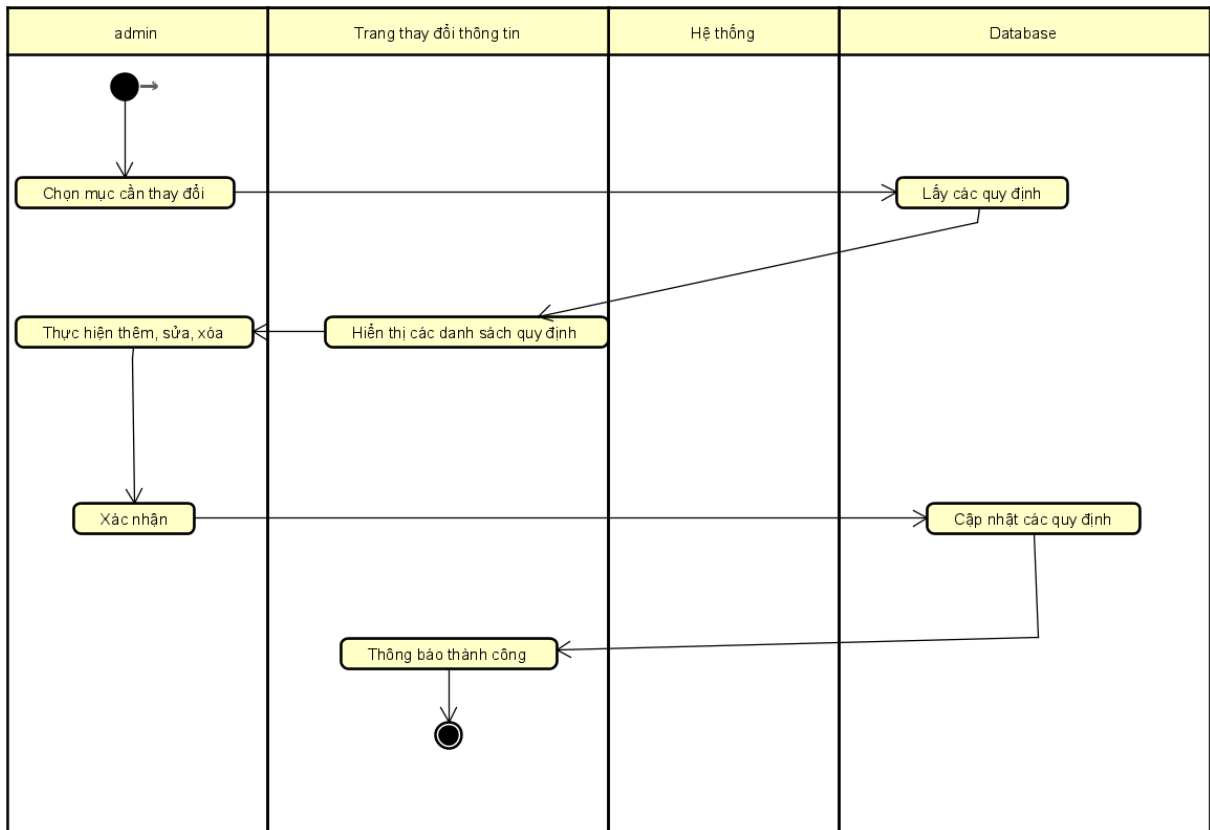 admin
Trang thay đổi thông tin
Hệ thống
Database
Chọn mục cần thay đổi
Lấy các quy định
Thực hiện thêm, sửa, xóa
Hiển thị các danh sách quy định
Xác nhận
Cập nhật các quy định
Thông báo thành công